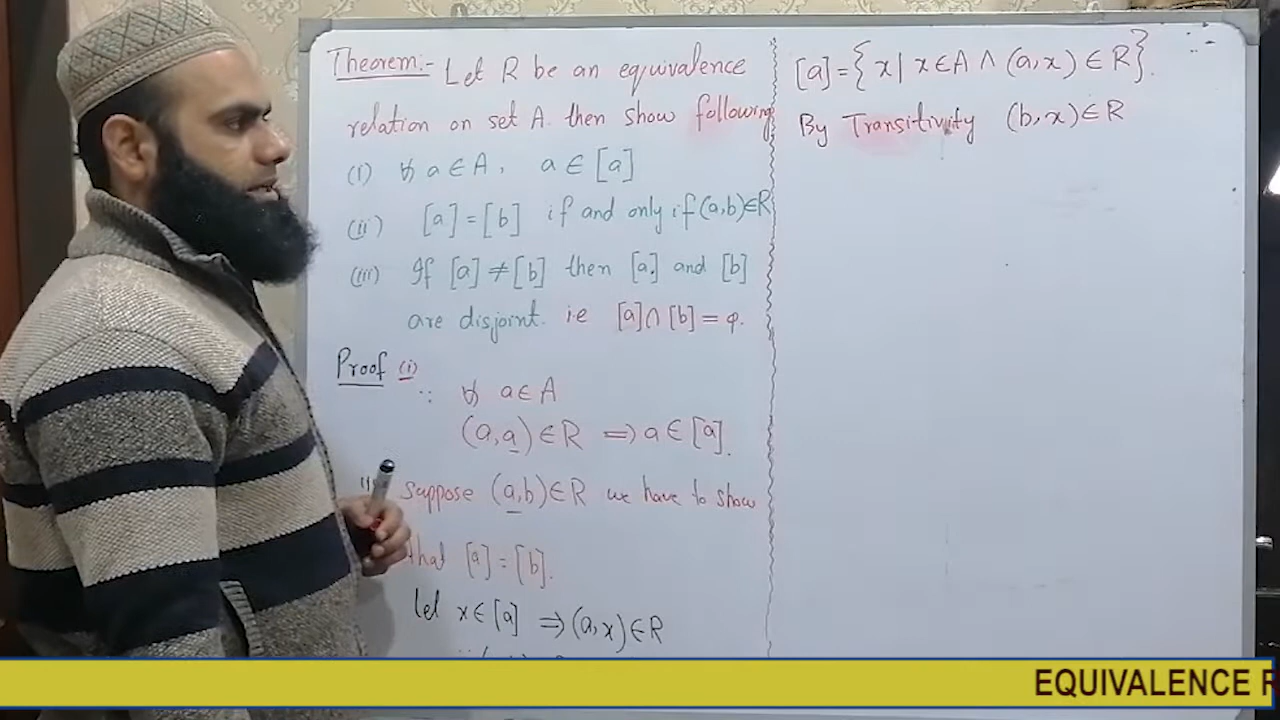 Theorem:- Let R be an equivalence
relation on set A. then show following
(i) ∀ a∈A, a∈[a]
(ii) [a]=[b] if and only if (a,b)∈R
(iii) If [a]≠[b] then [a] and [b]
are disjoint. i.e [a]∩[b]=φ.
Proof (i)
∵ ∀ a∈A
(a,a)∈R ⟹ a∈[a].
Suppose (a,b)∈R we have to show
that [a]=[b].
Let x∈[a] ⟹(a,x)∈R
[a]={x| x∈A ∧ (a,x)∈R}.
By Transitivity (b,x)∈R
EQUIVALENCE